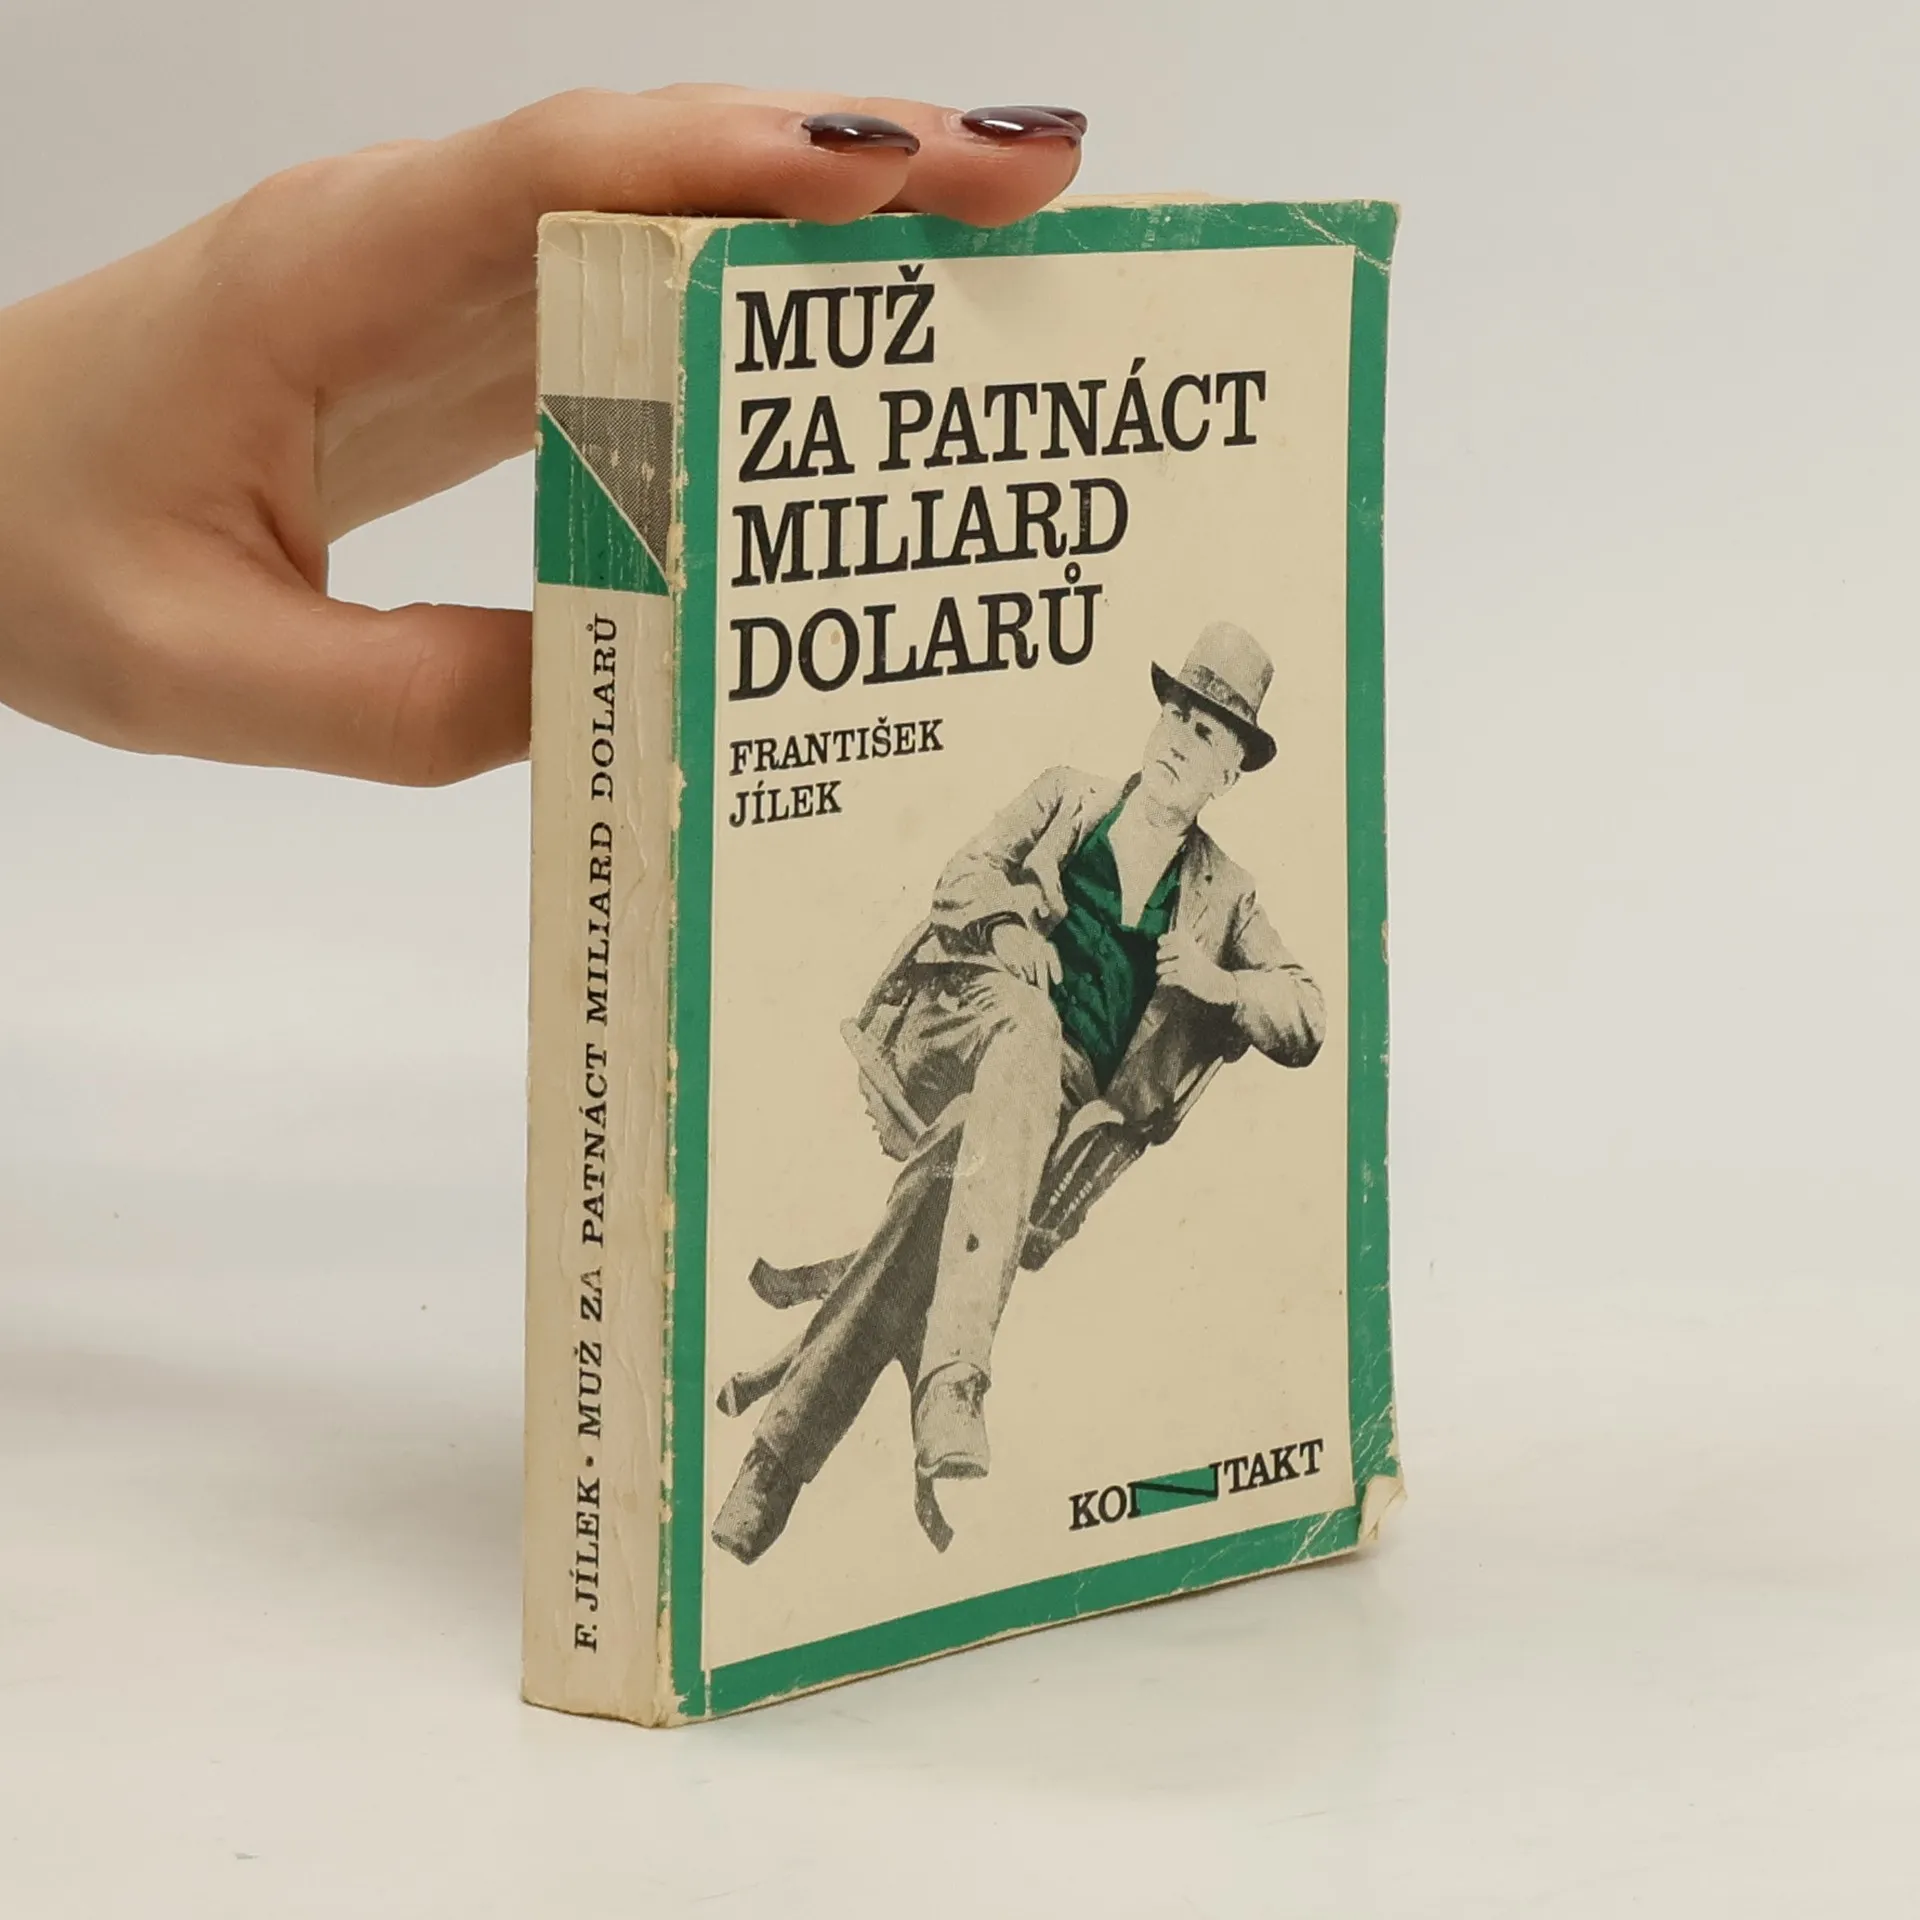 MUŽ
ZA PATNÁCT
MILIARD
DOLARŮ
FRANTIŠEK
JÍLEK
KONTAKT
F. JÍLEK • MUŽ ZA PATNÁCT MILIARD DOLARŮ